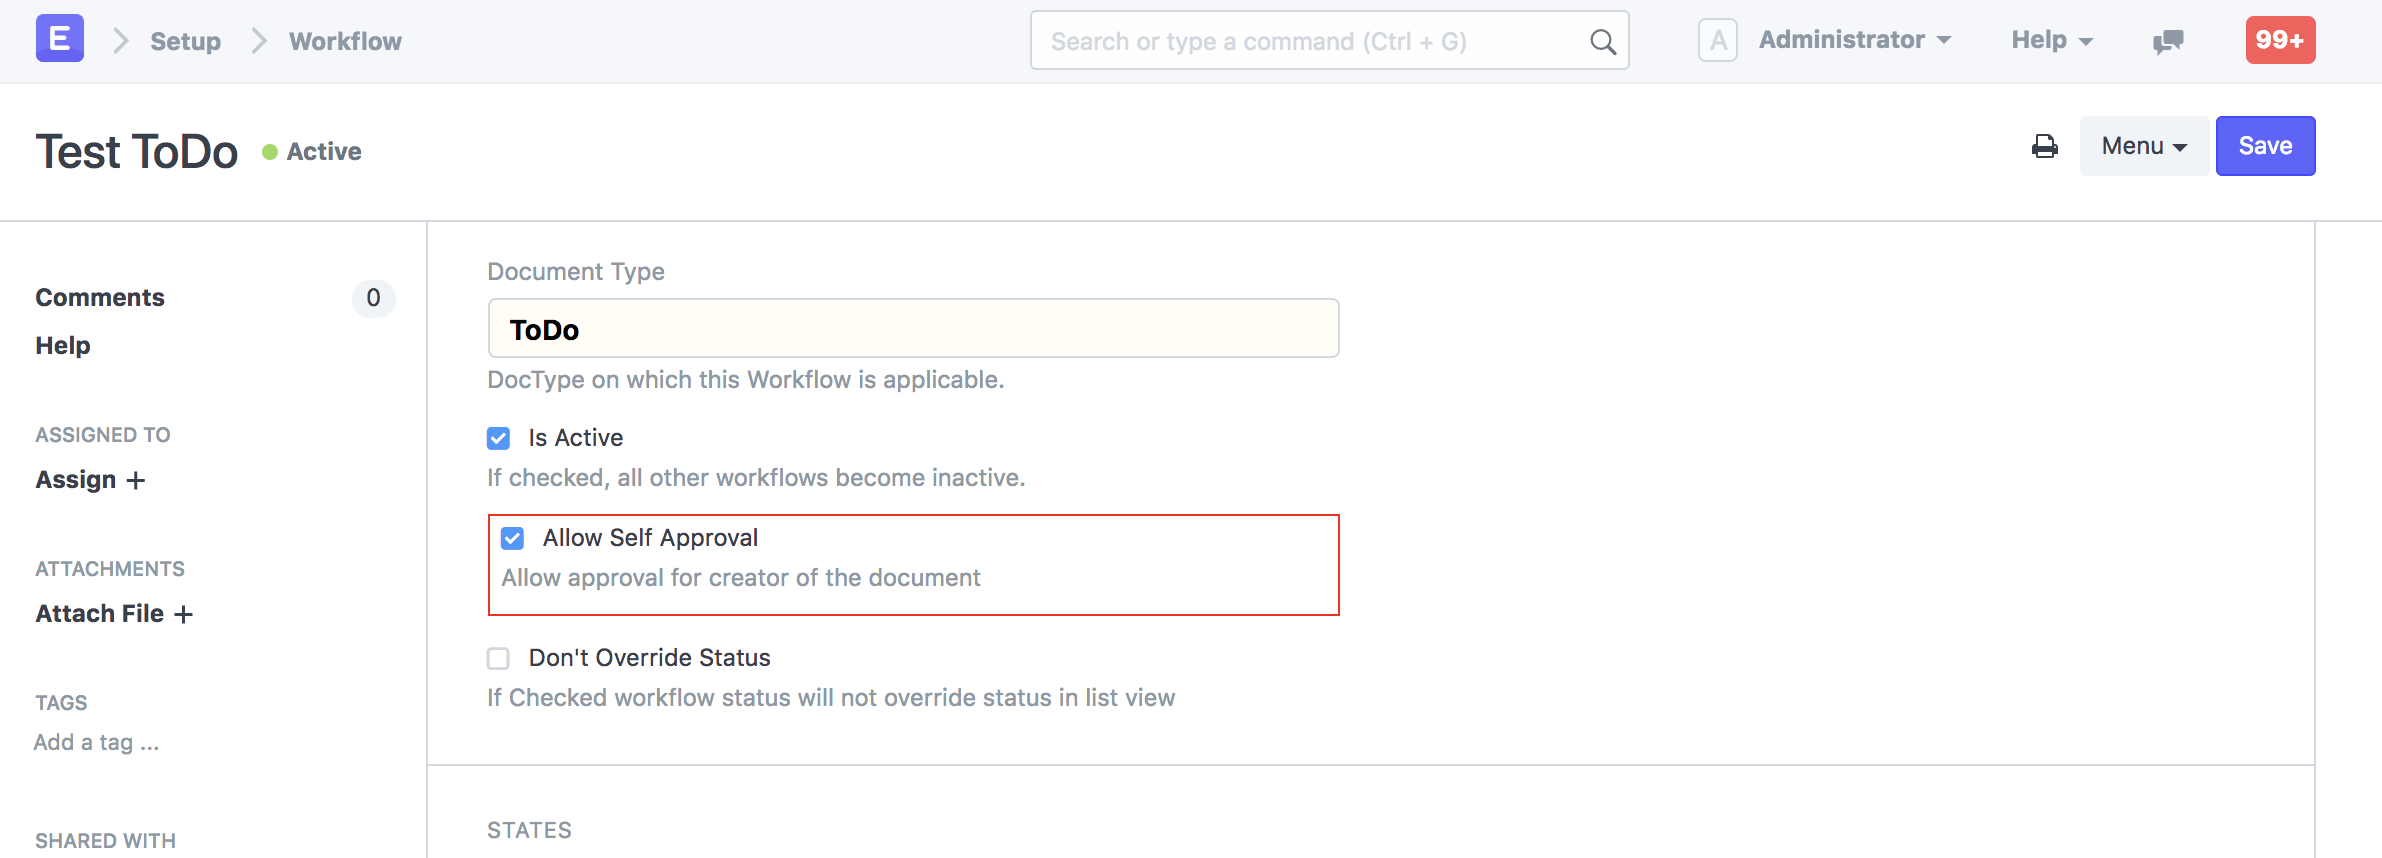 E Setup Workflow Search or type a command (Ctrl + G) A Administrator Help 99+
Test ToDo Active Menu Save
Comments 0
Help
ASSIGNED TO
Assign +
ATTACHMENTS
Attach File +
TAGS
Add a tag ...
SHARED WITH
Document Type
ToDo
DocType on which this Workflow is applicable.
Is Active
If checked, all other workflows become inactive.
Allow Self Approval
Allow approval for creator of the document
Don't Override Status
If Checked workflow status will not override status in list view
STATES